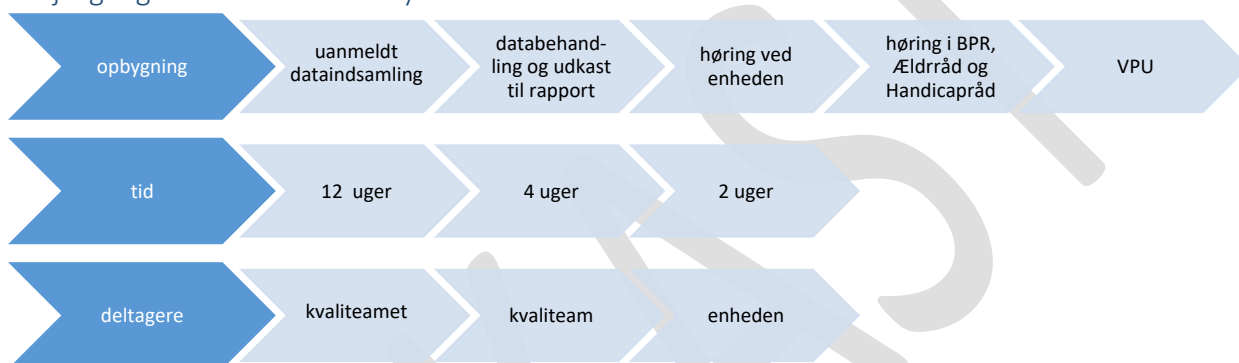 opbygning
uanmeldt
dataindsamling
databehand-
ling og udkast
til rapport
høring ved
enheden
høring i BPR,
Ældrråd og
Handicapråd
VPU
tid
12 uger
4 uger
2 uger
deltagere
kvaliteamet
kvaliteam
enheden